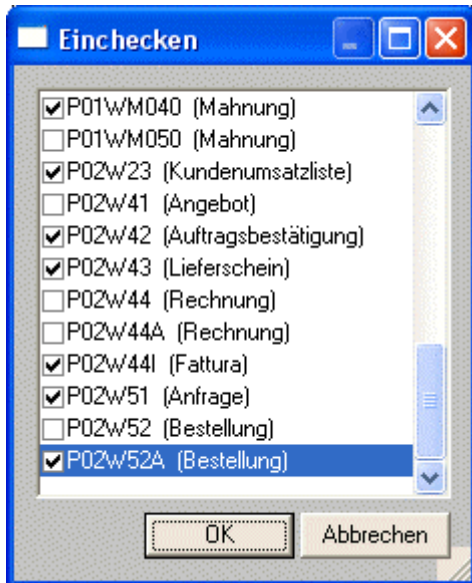 Einchecken
P01WM040 (Mahnung)
P01WM050 (Mahnung)
P02W23 (Kundenumsatzliste)
P02W41 (Angebot)
P02W42 (Auftragsbestätigung)
P02W43 (Lieferschein)
P02W44 (Rechnung)
P02W44A (Rechnung)
P02W44I (Fattura)
P02W51 (Anfrage)
P02W52 (Bestellung)
P02W52A (Bestellung)
OK Abbrechen